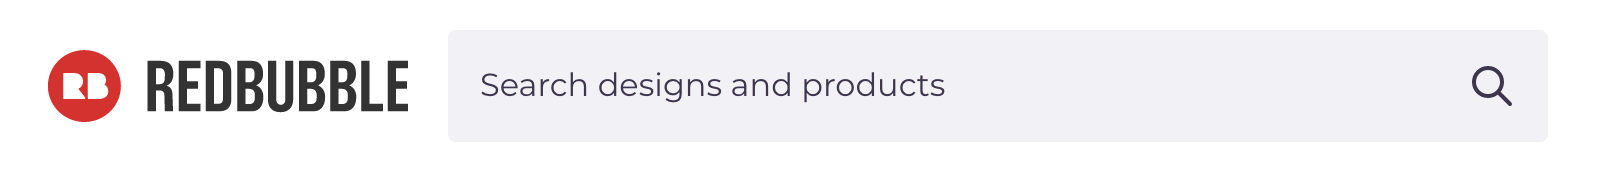 RB REDBUBBLE
Search designs and products